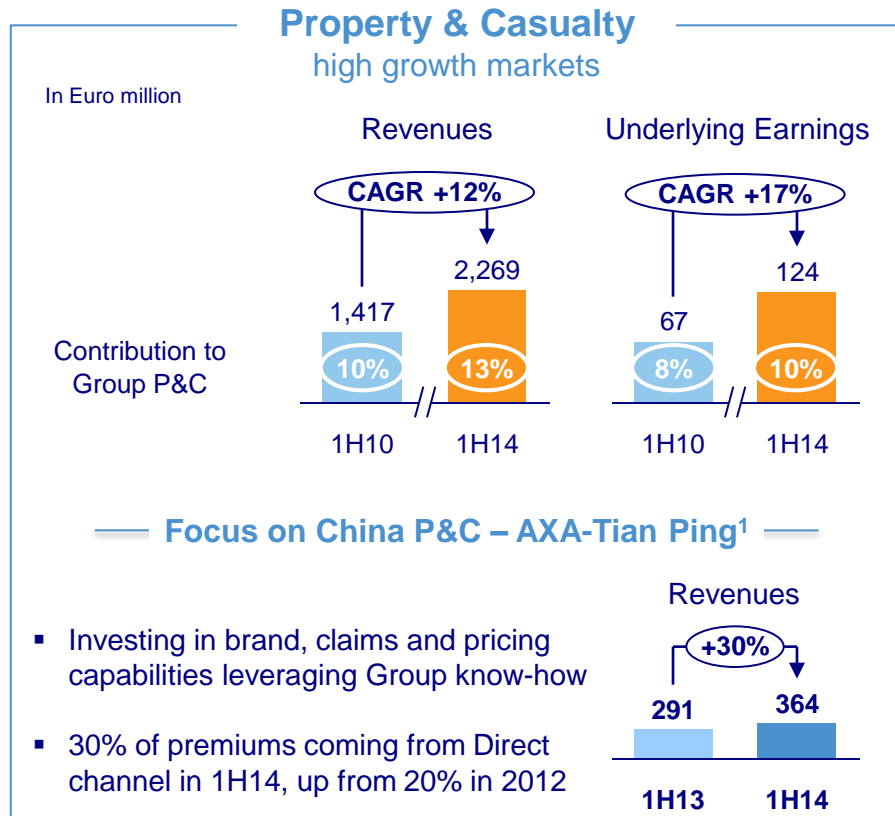 Property & Casualty
high growth markets
In Euro million
Revenues
Underlying Earnings
CAGR +12%
CAGR +17%
1,417
2,269
67
124
Contribution to
Group P&C
10%
13%
8%
10%
1H10
1H14
1H10
1H14
Focus on China P&C – AXA-Tian Ping¹
▪ Investing in brand, claims and pricing
capabilities leveraging Group know-how
▪ 30% of premiums coming from Direct
channel in 1H14, up from 20% in 2012
Revenues
+30%
291
364
1H13
1H14